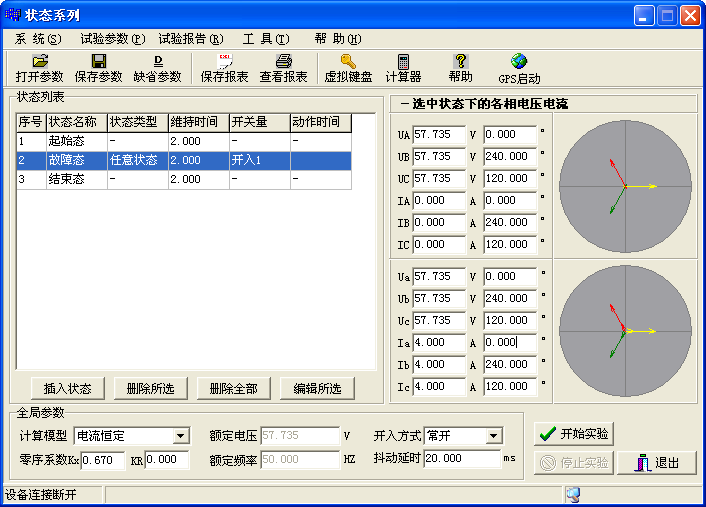 状态系列
系 统(S) 试验参数(P) 试验报告(R) 工 具(T) 帮 助(H)
打开参数 保存参数 缺省参数 保存报表 查看报表 虚拟键盘 计算器 帮助 GPS启动
状态列表
序号 状态名称 状态类型 维持时间 开关量 动作时间
1 起始态 - 2.000 - -
2 故障态 任意状态 2.000 开入1
3 结束态 - 2.000 - -
插入状态 删除所选 删除全部 编辑所选
－选中状态下的各相电压电流
UA 57.735 V 0.000 °
UB 57.735 V 240.000 °
UC 57.735 V 120.000 °
IA 0.000 A 0.000 °
IB 0.000 A 240.000 °
IC 0.000 A 120.000 °
Ua 57.735 V 0.000 °
Ub 57.735 V 240.000 °
Uc 57.735 V 120.000 °
Ia 4.000 A 0.000 °
Ib 4.000 A 240.000 °
Ic 4.000 A 120.000 °
全局参数
计算模型 电流恒定 额定电压 57.735 V 开入方式 常开
零序系数Kx 0.670 KR 0.000 额定频率 50.000 HZ 抖动延时 20.000 ms
开始实验
停止实验 退出
设备连接断开